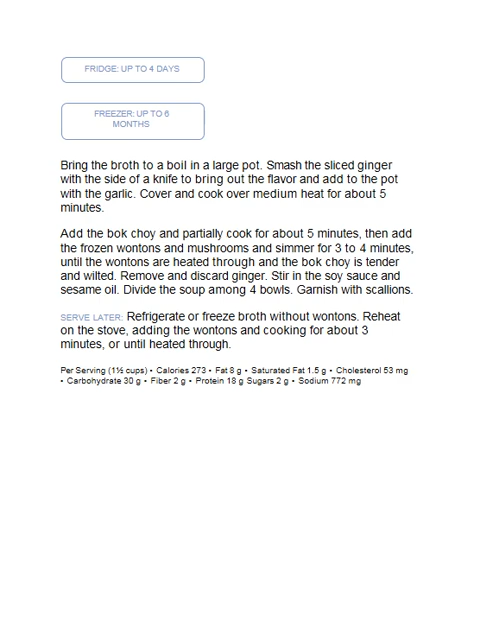 FRIDGE: UP TO 4 DAYS
FREEZER: UP TO 6
MONTHS
Bring the broth to a boil in a large pot. Smash the sliced ginger
with the side of a knife to bring out the flavor and add to the pot
with the garlic. Cover and cook over medium heat for about 5
minutes.
Add the bok choy and partially cook for about 5 minutes, then add
the frozen wontons and mushrooms and simmer for 3 to 4 minutes,
until the wontons are heated through and the bok choy is tender
and wilted. Remove and discard ginger. Stir in the soy sauce and
sesame oil. Divide the soup among 4 bowls. Garnish with scallions.
SERVE LATER: Refrigerate or freeze broth without wontons. Reheat
on the stove, adding the wontons and cooking for about 3
minutes, or until heated through.
Per Serving (1½ cups) • Calories 273 • Fat 8 g • Saturated Fat 1.5 g • Cholesterol 53 mg
• Carbohydrate 30 g • Fiber 2 g • Protein 18 g Sugars 2 g • Sodium 772 mg